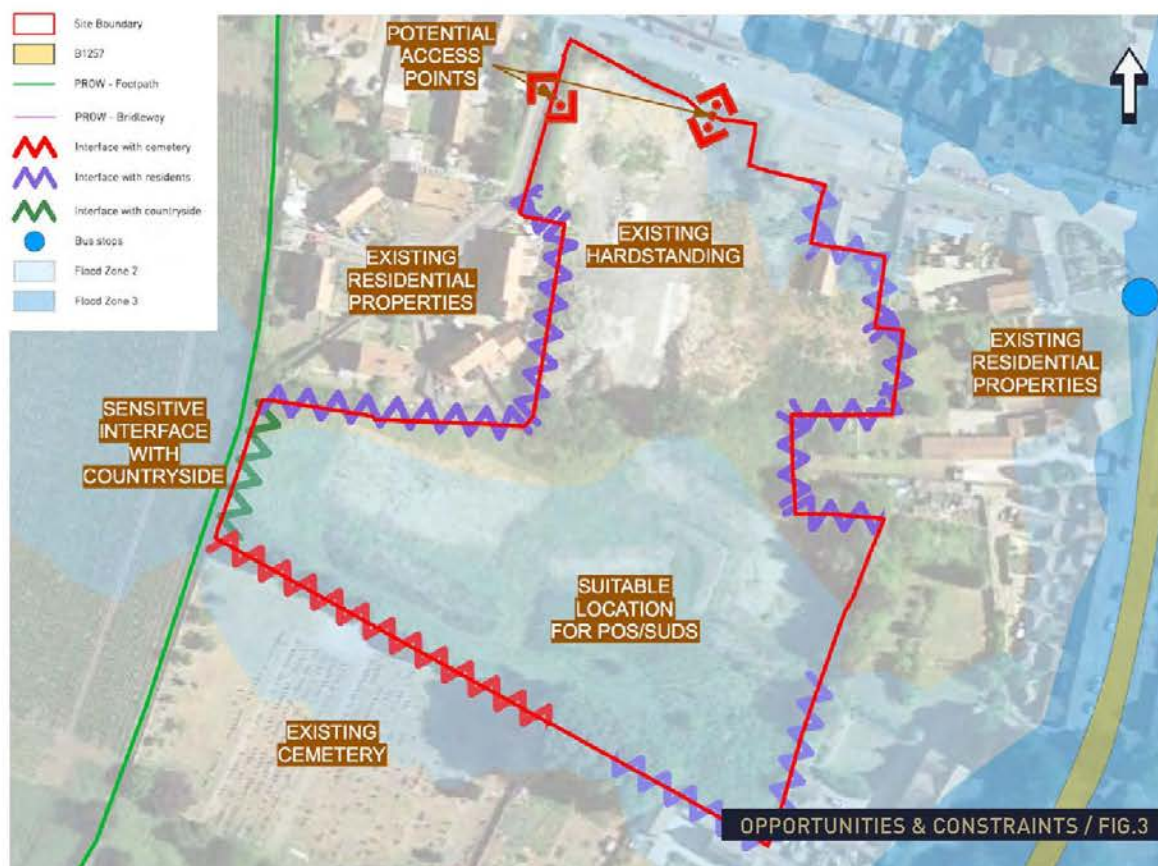 Site Boundary
B1257
PROW - Footpath
PROW - Bridleway
Interface with cemetery
Interface with residents
Interface with countryside
Bus stops
Flood Zone 2
Flood Zone 3
POTENTIAL
ACCESS
POINTS
EXISTING
HARDSTANDING
EXISTING
RESIDENTIAL
PROPERTIES
EXISTING
RESIDENTIAL
PROPERTIES
SENSITIVE
INTERFACE
WITH
COUNTRYSIDE
SUITABLE
LOCATION
FOR POS/SUDS
EXISTING
CEMETERY
OPPORTUNITIES & CONSTRAINTS / FIG.3